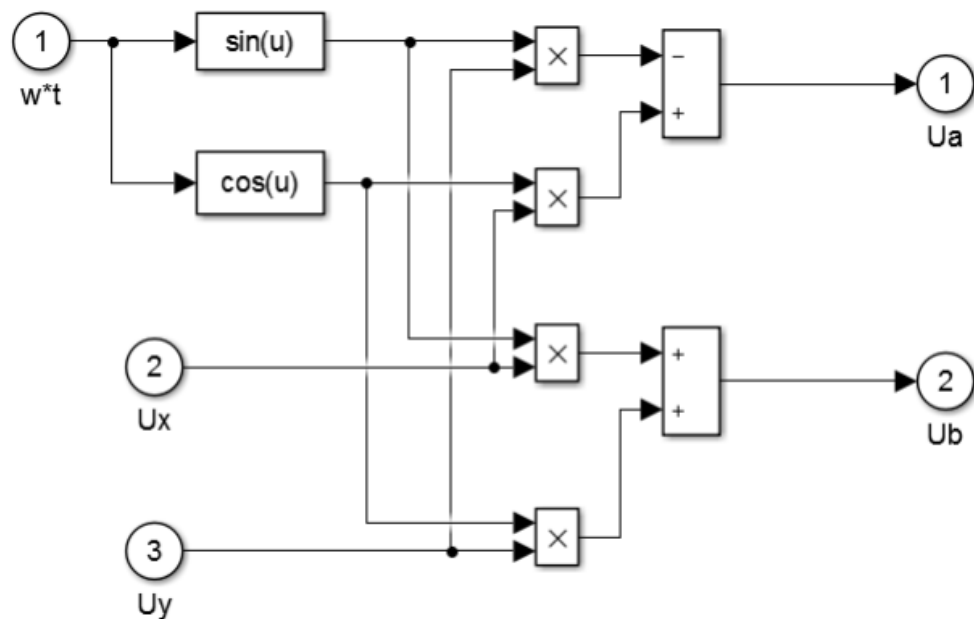 1
w*t
sin(u)
cos(u)
×
×
−
+
1
Ua
2
Ux
×
×
+
+
2
Ub
3
Uy